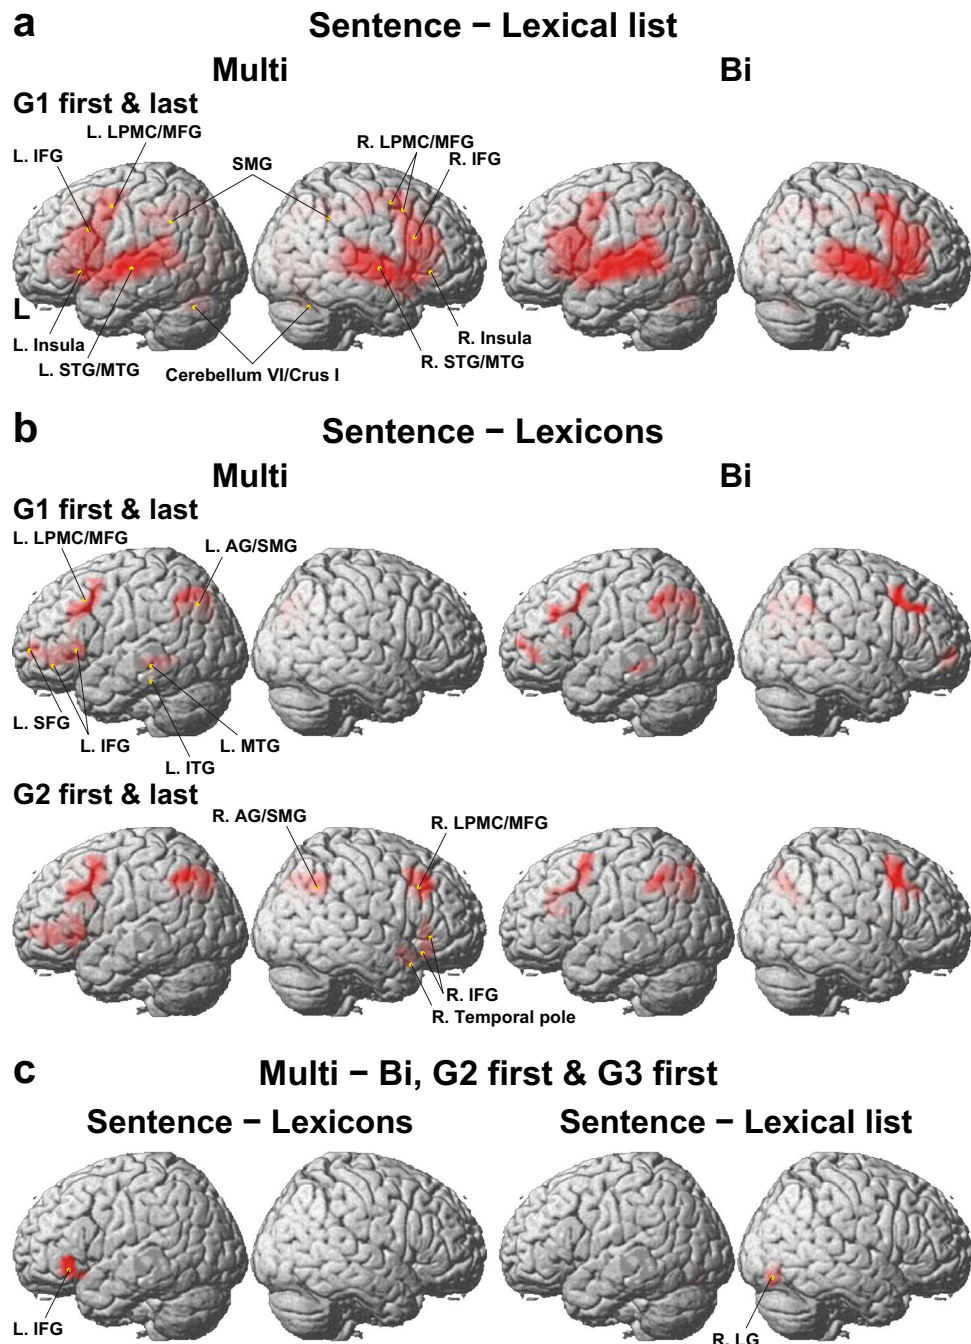 a
Sentence − Lexical list
Multi
Bi
G1 first & last
L. LPMC/MFG
L. IFG
SMG
R. LPMC/MFG
R. IFG
L
L. Insula
L. STG/MTG
Cerebellum VI/Crus I
R. Insula
R. STG/MTG
b
Sentence − Lexicons
Multi
Bi
G1 first & last
L. LPMC/MFG
L. AG/SMG
L. SFG
L. IFG
L. MTG
L. ITG
G2 first & last
R. AG/SMG
R. LPMC/MFG
R. IFG
R. Temporal pole
c
Multi − Bi, G2 first & G3 first
Sentence − Lexicons
Sentence − Lexical list
L. IFG
R. LG